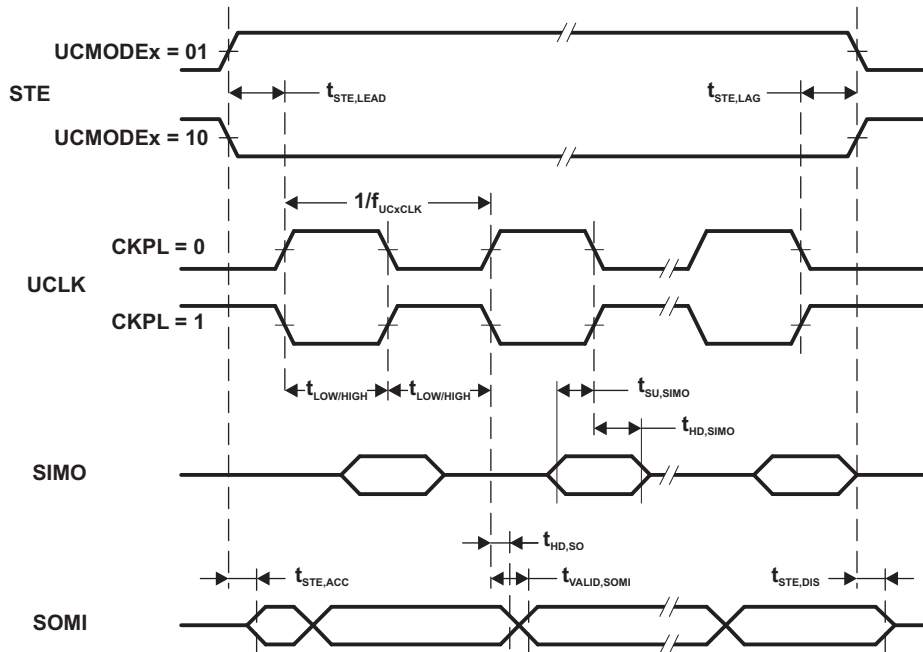 UCMODEx = 01
STE
tSTE,LEAD
tSTE,LAG
UCMODEx = 10
1/fUCxCLK
CKPL = 0
UCLK
CKPL = 1
tLOW/HIGH
tLOW/HIGH
tSU,SIMO
tHD,SIMO
SIMO
tHD,SO
tSTE,ACC
tVALID,SOMI
tSTE,DIS
SOMI